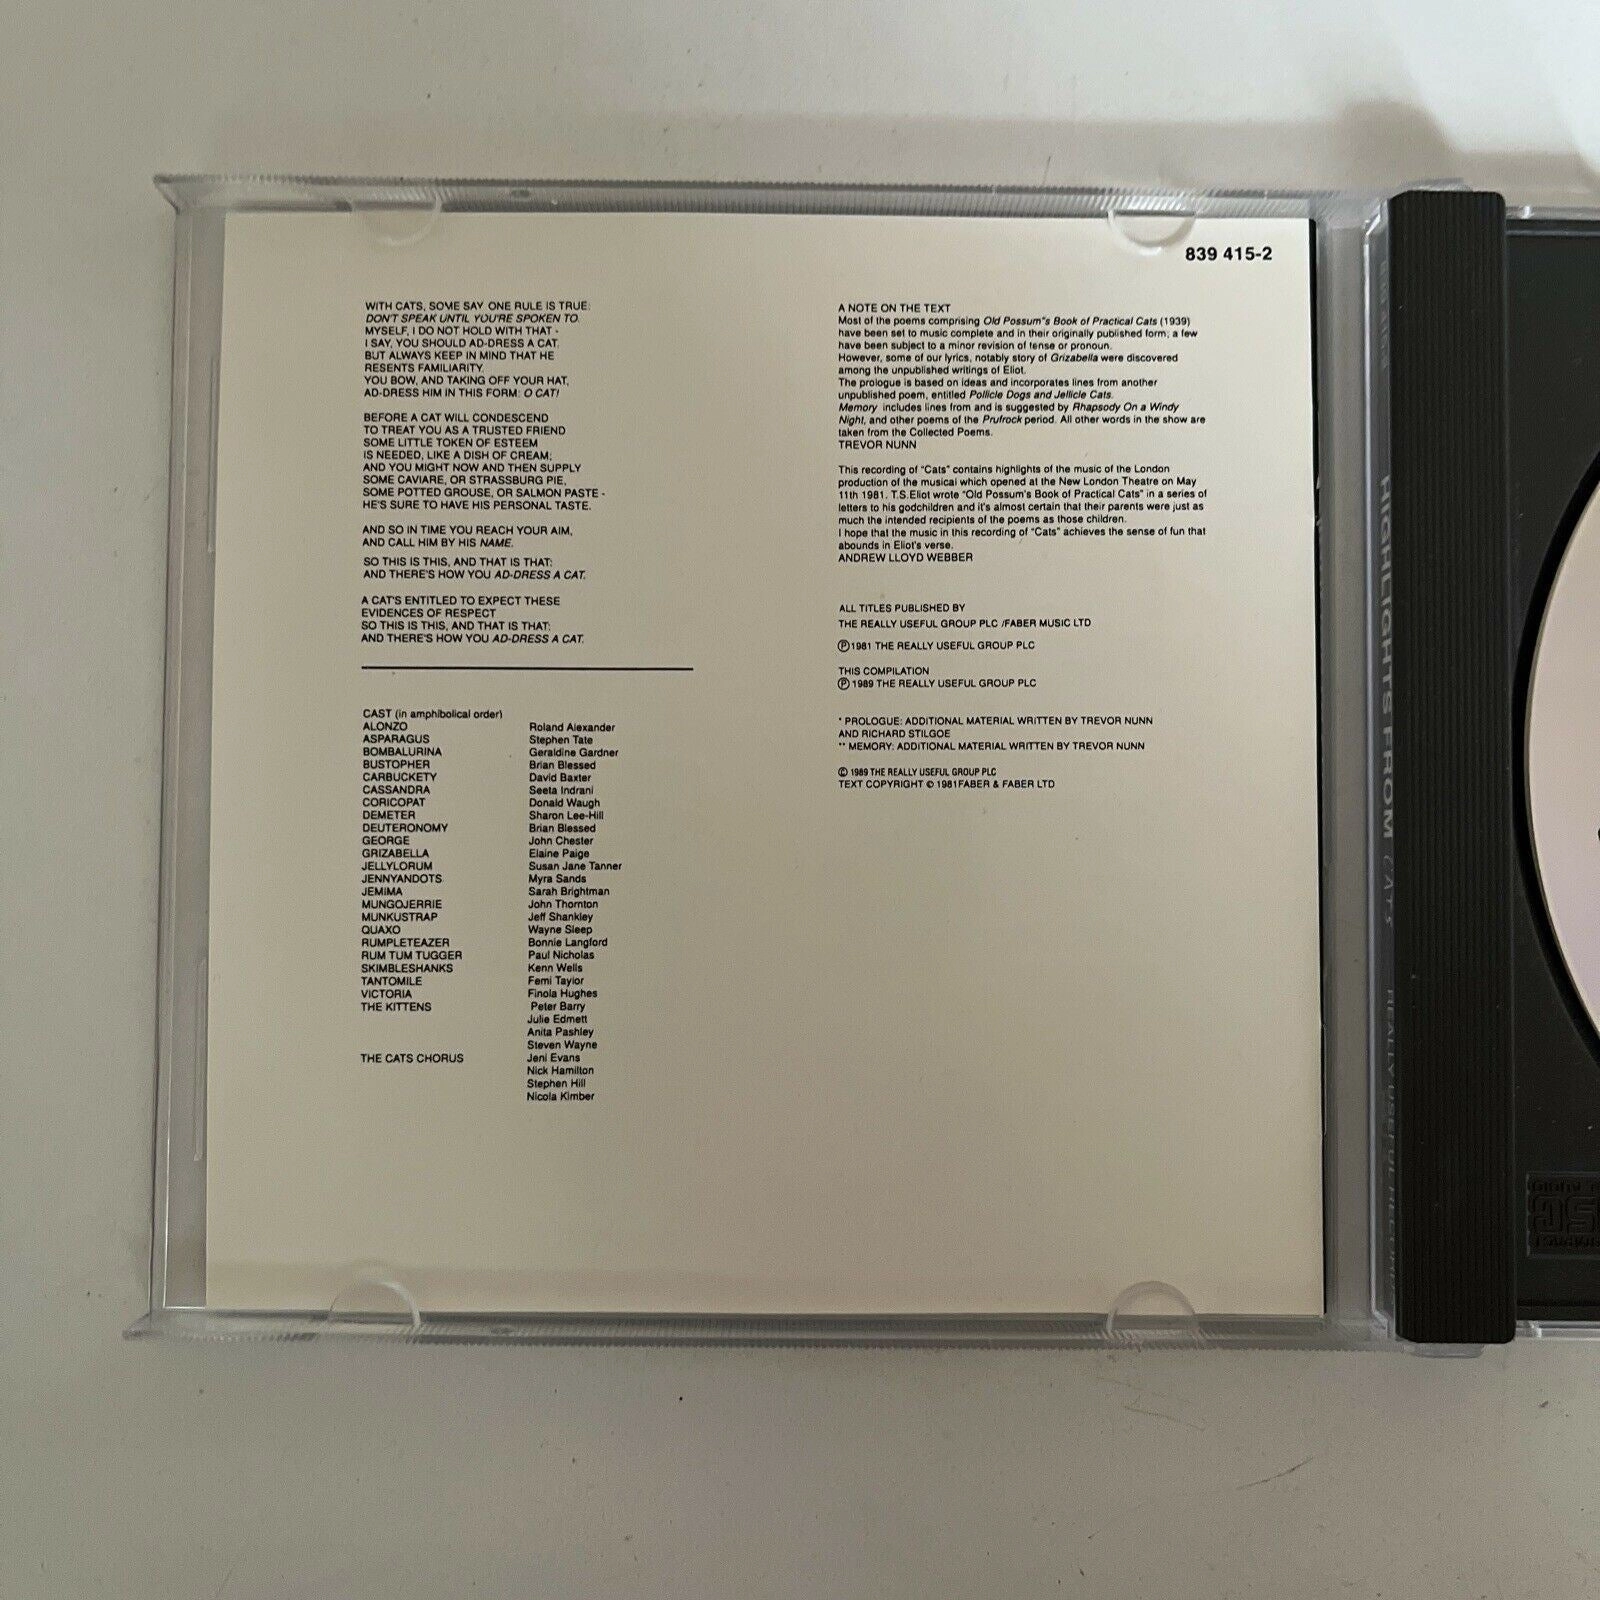 839 415-2
WITH CATS, SOME SAY, ONE RULE IS TRUE:
DON'T SPEAK UNTIL YOU'RE SPOKEN TO.
MYSELF, I DO NOT HOLD WITH THAT -
I SAY, YOU SHOULD AD-DRESS A CAT.
BUT ALWAYS KEEP IN MIND THAT HE
RESENTS FAMILIARITY.
YOU BOW, AND TAKING OFF YOUR HAT,
AD-DRESS HIM IN THIS FORM: O CAT!
BEFORE A CAT WILL CONDESCEND
TO TREAT YOU AS A TRUSTED FRIEND
SOME LITTLE TOKEN OF ESTEEM
IS NEEDED, LIKE A DISH OF CREAM;
AND YOU MIGHT NOW AND THEN SUPPLY
SOME CAVIARE, OR STRASSBURG PIE,
SOME POTTED GROUSE, OR SALMON PASTE -
HE'S SURE TO HAVE HIS PERSONAL TASTE.
AND SO IN TIME YOU REACH YOUR AIM,
AND CALL HIM BY HIS NAME.
SO THIS IS THIS, AND THAT IS THAT:
AND THERE'S HOW YOU AD-DRESS A CAT.
A CAT'S ENTITLED TO EXPECT THESE
EVIDENCES OF RESPECT
SO THIS IS THIS, AND THAT IS THAT:
AND THERE'S HOW YOU AD-DRESS A CAT.
CAST (in amphibolical order)
ALONZO Roland Alexander
ASPARAGUS Stephen Tate
BOMBALURINA Geraldine Gardner
BUSTOPHER Brian Blessed
CARBUCKETY David Baxter
CASSANDRA Seeta Indrani
CORICOPAT Donald Waugh
DEMETER Sharon Lee-Hill
DEUTERONOMY Brian Blessed
GEORGE John Chester
GRIZABELLA Elaine Paige
JELLYLORUM Susan Jane Tanner
JENNYANDOTS Myra Sands
JEMIMA Sarah Brightman
MUNGOJERRIE John Thornton
MUNKUSTRAP Jeff Shankley
QUAXO Wayne Sleep
RUMPLETEAZER Bonnie Langford
RUM TUM TUGGER Paul Nicholas
SKIMBLESHANKS Kenn Wells
TANTOMILE Femi Taylor
VICTORIA Finola Hughes
THE KITTENS Peter Barry
Julie Edmett
Anita Pashley
Steven Wayne
THE CATS CHORUS Jeni Evans
Nick Hamilton
Stephen Hill
Nicola Kimber
A NOTE ON THE TEXT
Most of the poems comprising Old Possum"s Book of Practical Cats (1939)
have been set to music complete and in their originally published form; a few
have been subject to a minor revision of tense or pronoun.
However, some of our lyrics, notably story of Grizabella were discovered
among the unpublished writings of Eliot.
The prologue is based on ideas and incorporates lines from another
unpublished poem, entitled Pollicle Dogs and Jellicle Cats.
Memory includes lines from and is suggested by Rhapsody On a Windy
Night, and other poems of the Prufrock period. All other words in the show are
taken from the Collected Poems.
TREVOR NUNN
This recording of "Cats" contains highlights of the music of the London
production of the musical which opened at the New London Theatre on May
11th 1981. T.S.Eliot wrote "Old Possum's Book of Practical Cats" in a series of
letters to his godchildren and it's almost certain that their parents were just as
much the intended recipients of the poems as those children.
I hope that the music in this recording of "Cats" achieves the sense of fun that
abounds in Eliot's verse.
ANDREW LLOYD WEBBER
ALL TITLES PUBLISHED BY
THE REALLY USEFUL GROUP PLC /FABER MUSIC LTD
℗1981 THE REALLY USEFUL GROUP PLC
THIS COMPILATION
℗ 1989 THE REALLY USEFUL GROUP PLC
* PROLOGUE: ADDITIONAL MATERIAL WRITTEN BY TREVOR NUNN
AND RICHARD STILGOE
** MEMORY: ADDITIONAL MATERIAL WRITTEN BY TREVOR NUNN
© 1989 THE REALLY USEFUL GROUP PLC
TEXT COPYRIGHT © 1981FABER & FABER LTD
HIGHLIGHTS FROM CATS REALLY USEFUL RECORDS